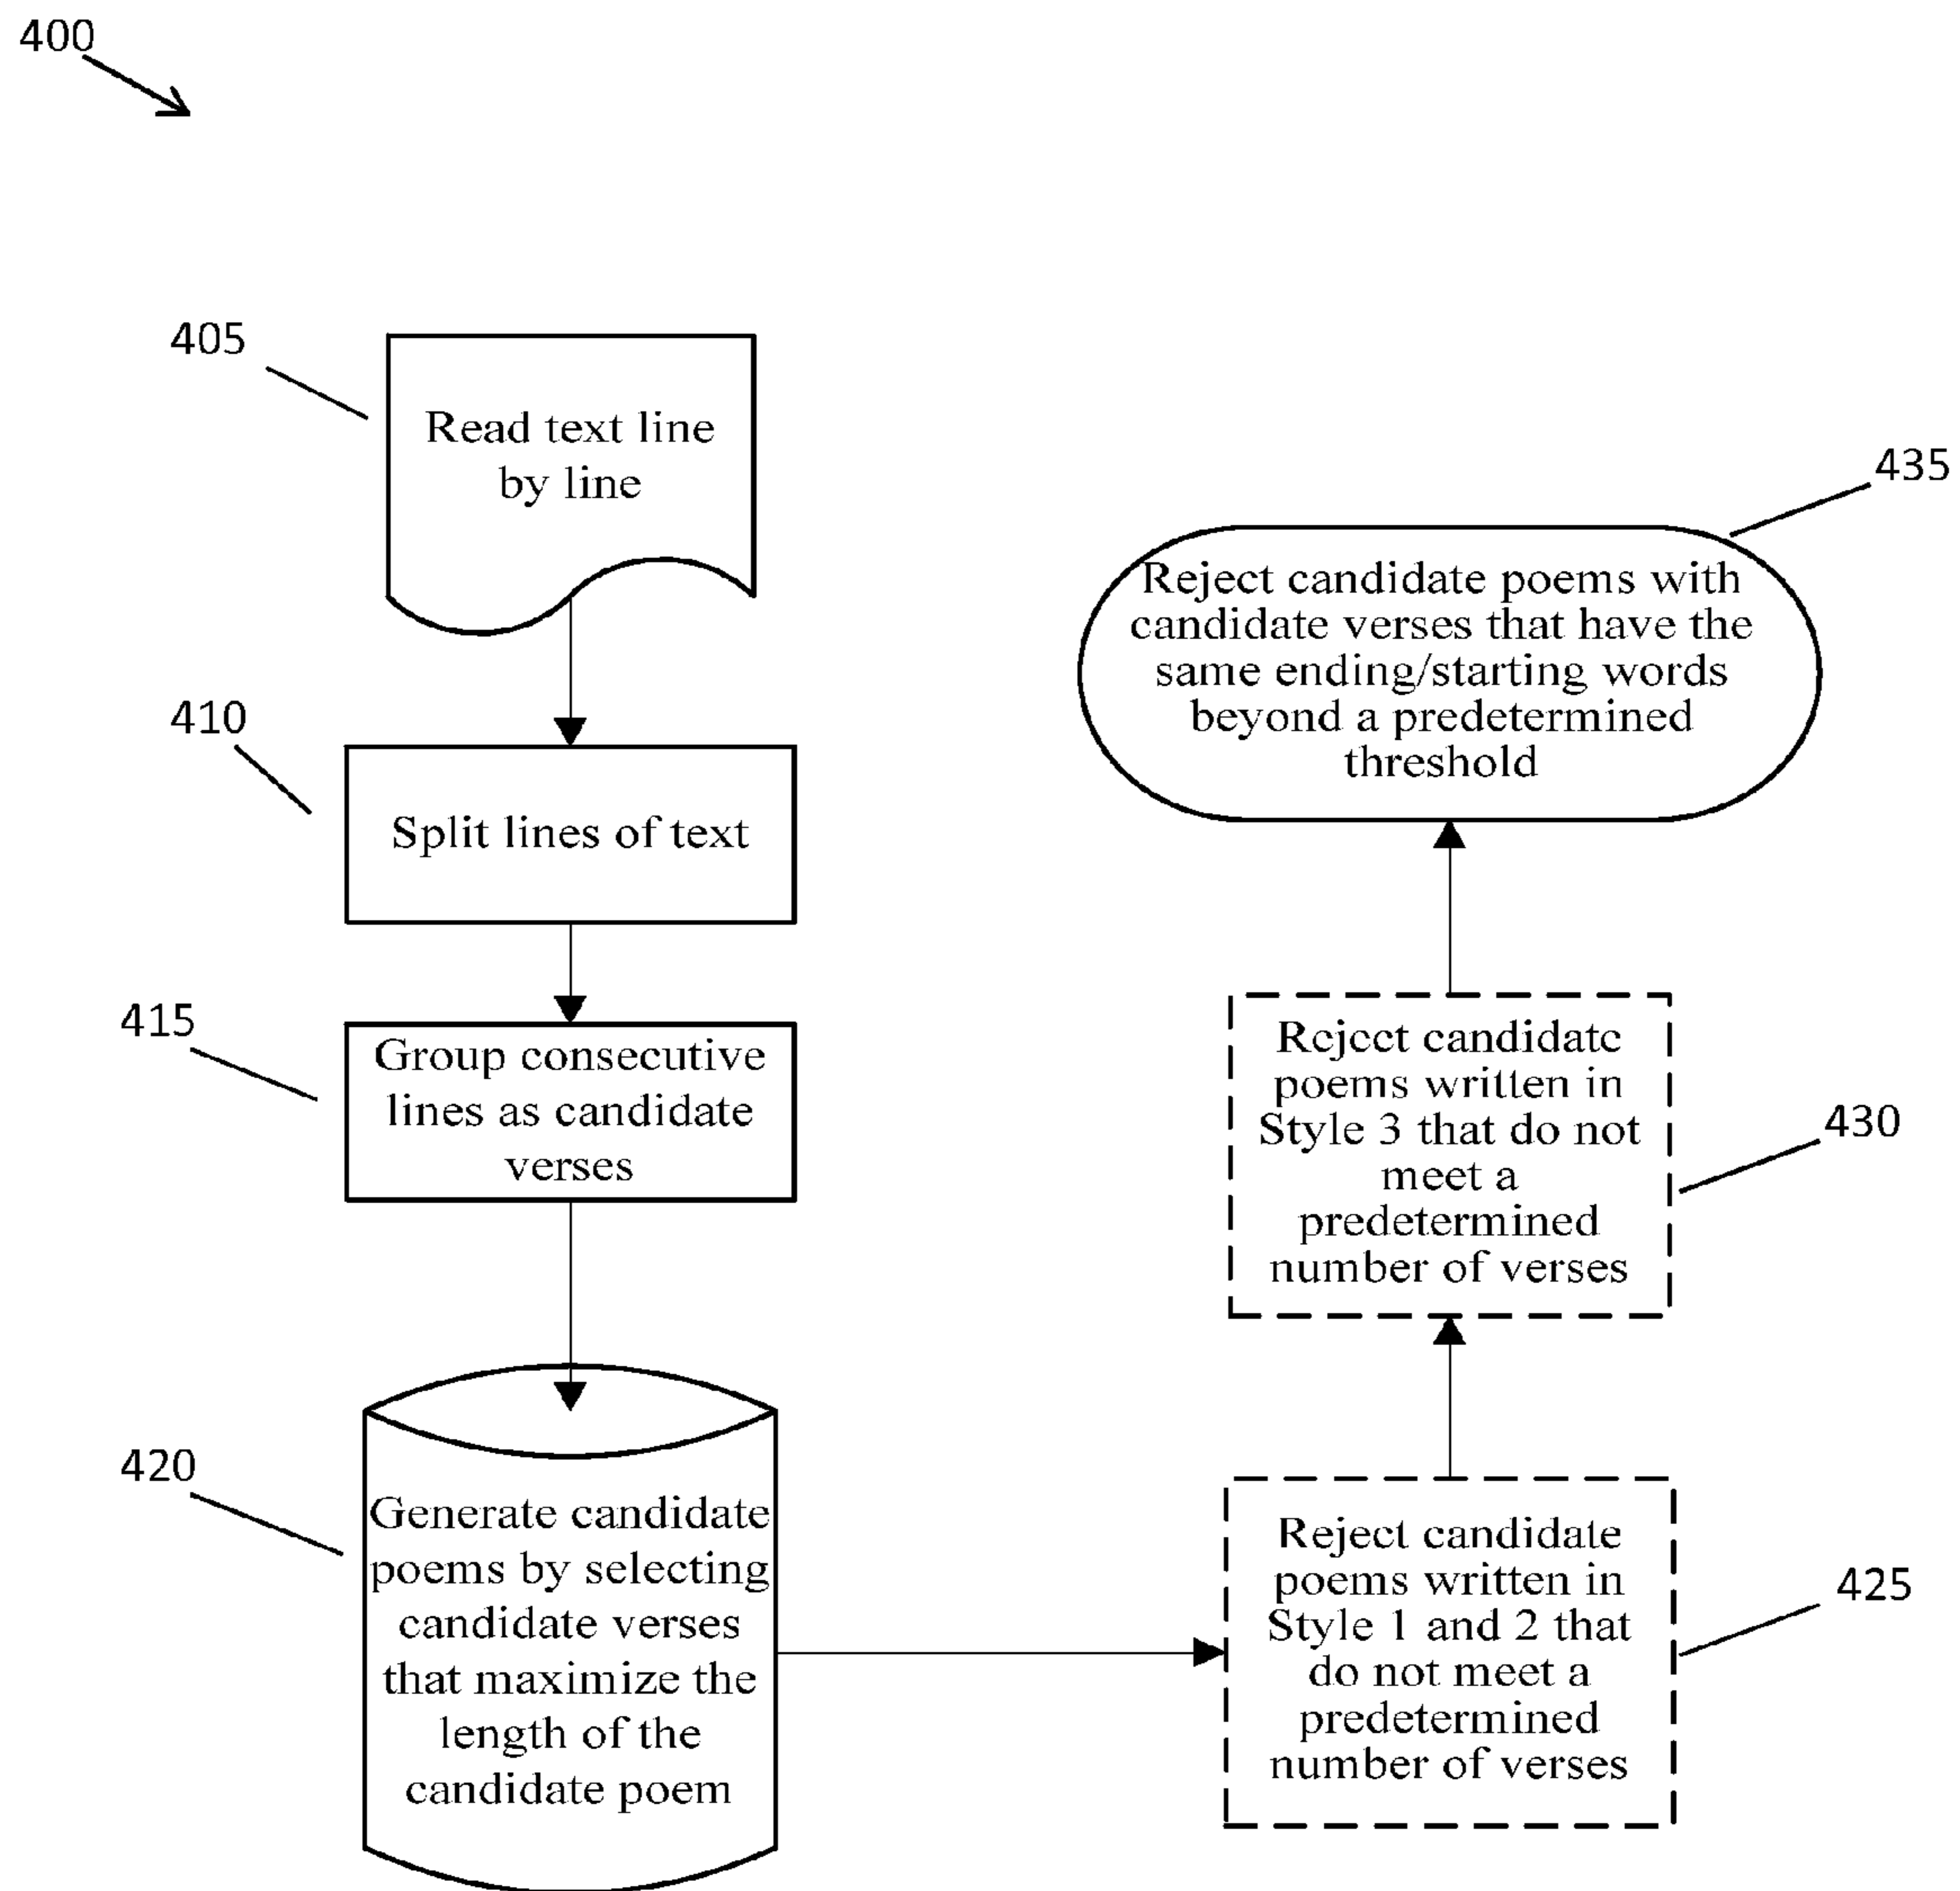 400
405
Read text line
by line
410
Split lines of text
415
Group consecutive
lines as candidate
verses
420
Generate candidate
poems by selecting
candidate verses
that maximize the
length of the
candidate poem
425
Reject candidate
poems written in
Style 1 and 2 that
do not meet a
predetermined
number of verses
430
Reject candidate
poems written in
Style 3 that do not
meet a
predetermined
number of verses
435
Reject candidate poems with
candidate verses that have the
same ending/starting words
beyond a predetermined
threshold